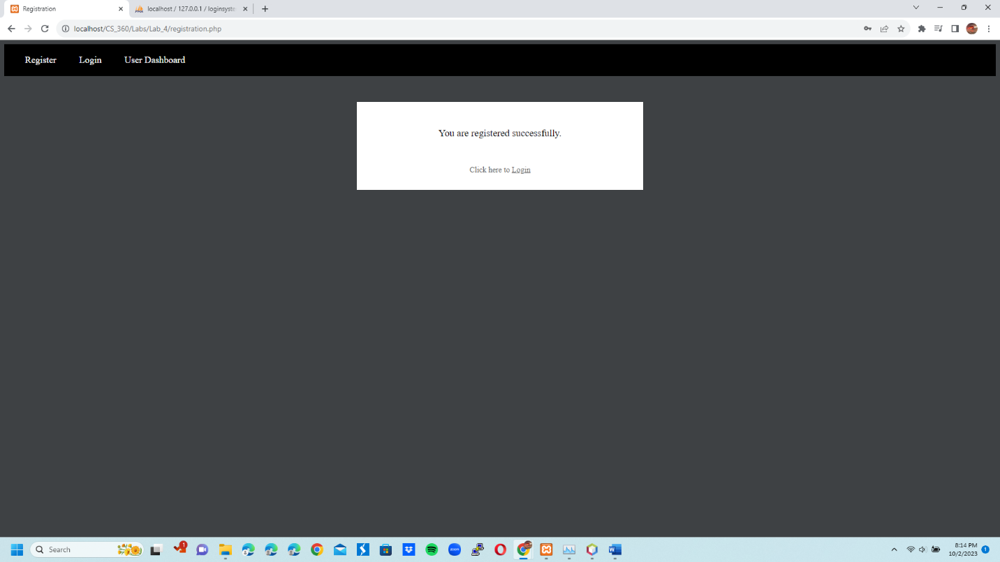 Registration
localhost / 127.0.0.1 / loginsyste
localhost/CS_360/Labs/Lab_4/registration.php
Register Login User Dashboard
You are registered successfully.
Click here to Login
Search
1
zoom
W
8:14 PM
10/2/2023
1